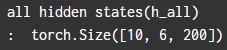 all hidden states(h_all)
:  torch.Size([10, 6, 200])